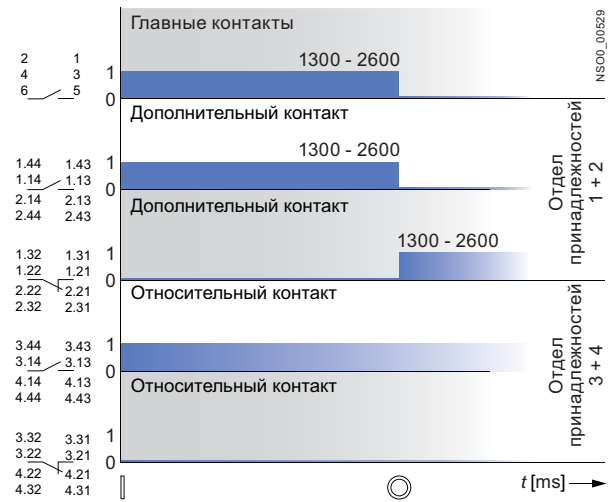 Главные контакты
NSO0_00529
1300 - 2600
2 1
4 3
6 5
1
0
Дополнительный контакт
1300 - 2600
1.44 1.43
1.14 1.13
2.14 2.13
2.44 2.43
1
0
Отдел
принадлежностей
1 + 2
Дополнительный контакт
1300 - 2600
1.32 1.31
1.22 1.21
2.22 2.21
2.32 2.31
1
0
Относительный контакт
3.44 3.43
3.14 3.13
4.14 4.13
4.44 4.43
1
0
Отдел
принадлежностей
3 + 4
Относительный контакт
3.32 3.31
3.22 3.21
4.22 4.21
4.32 4.31
1
0
t [ms]